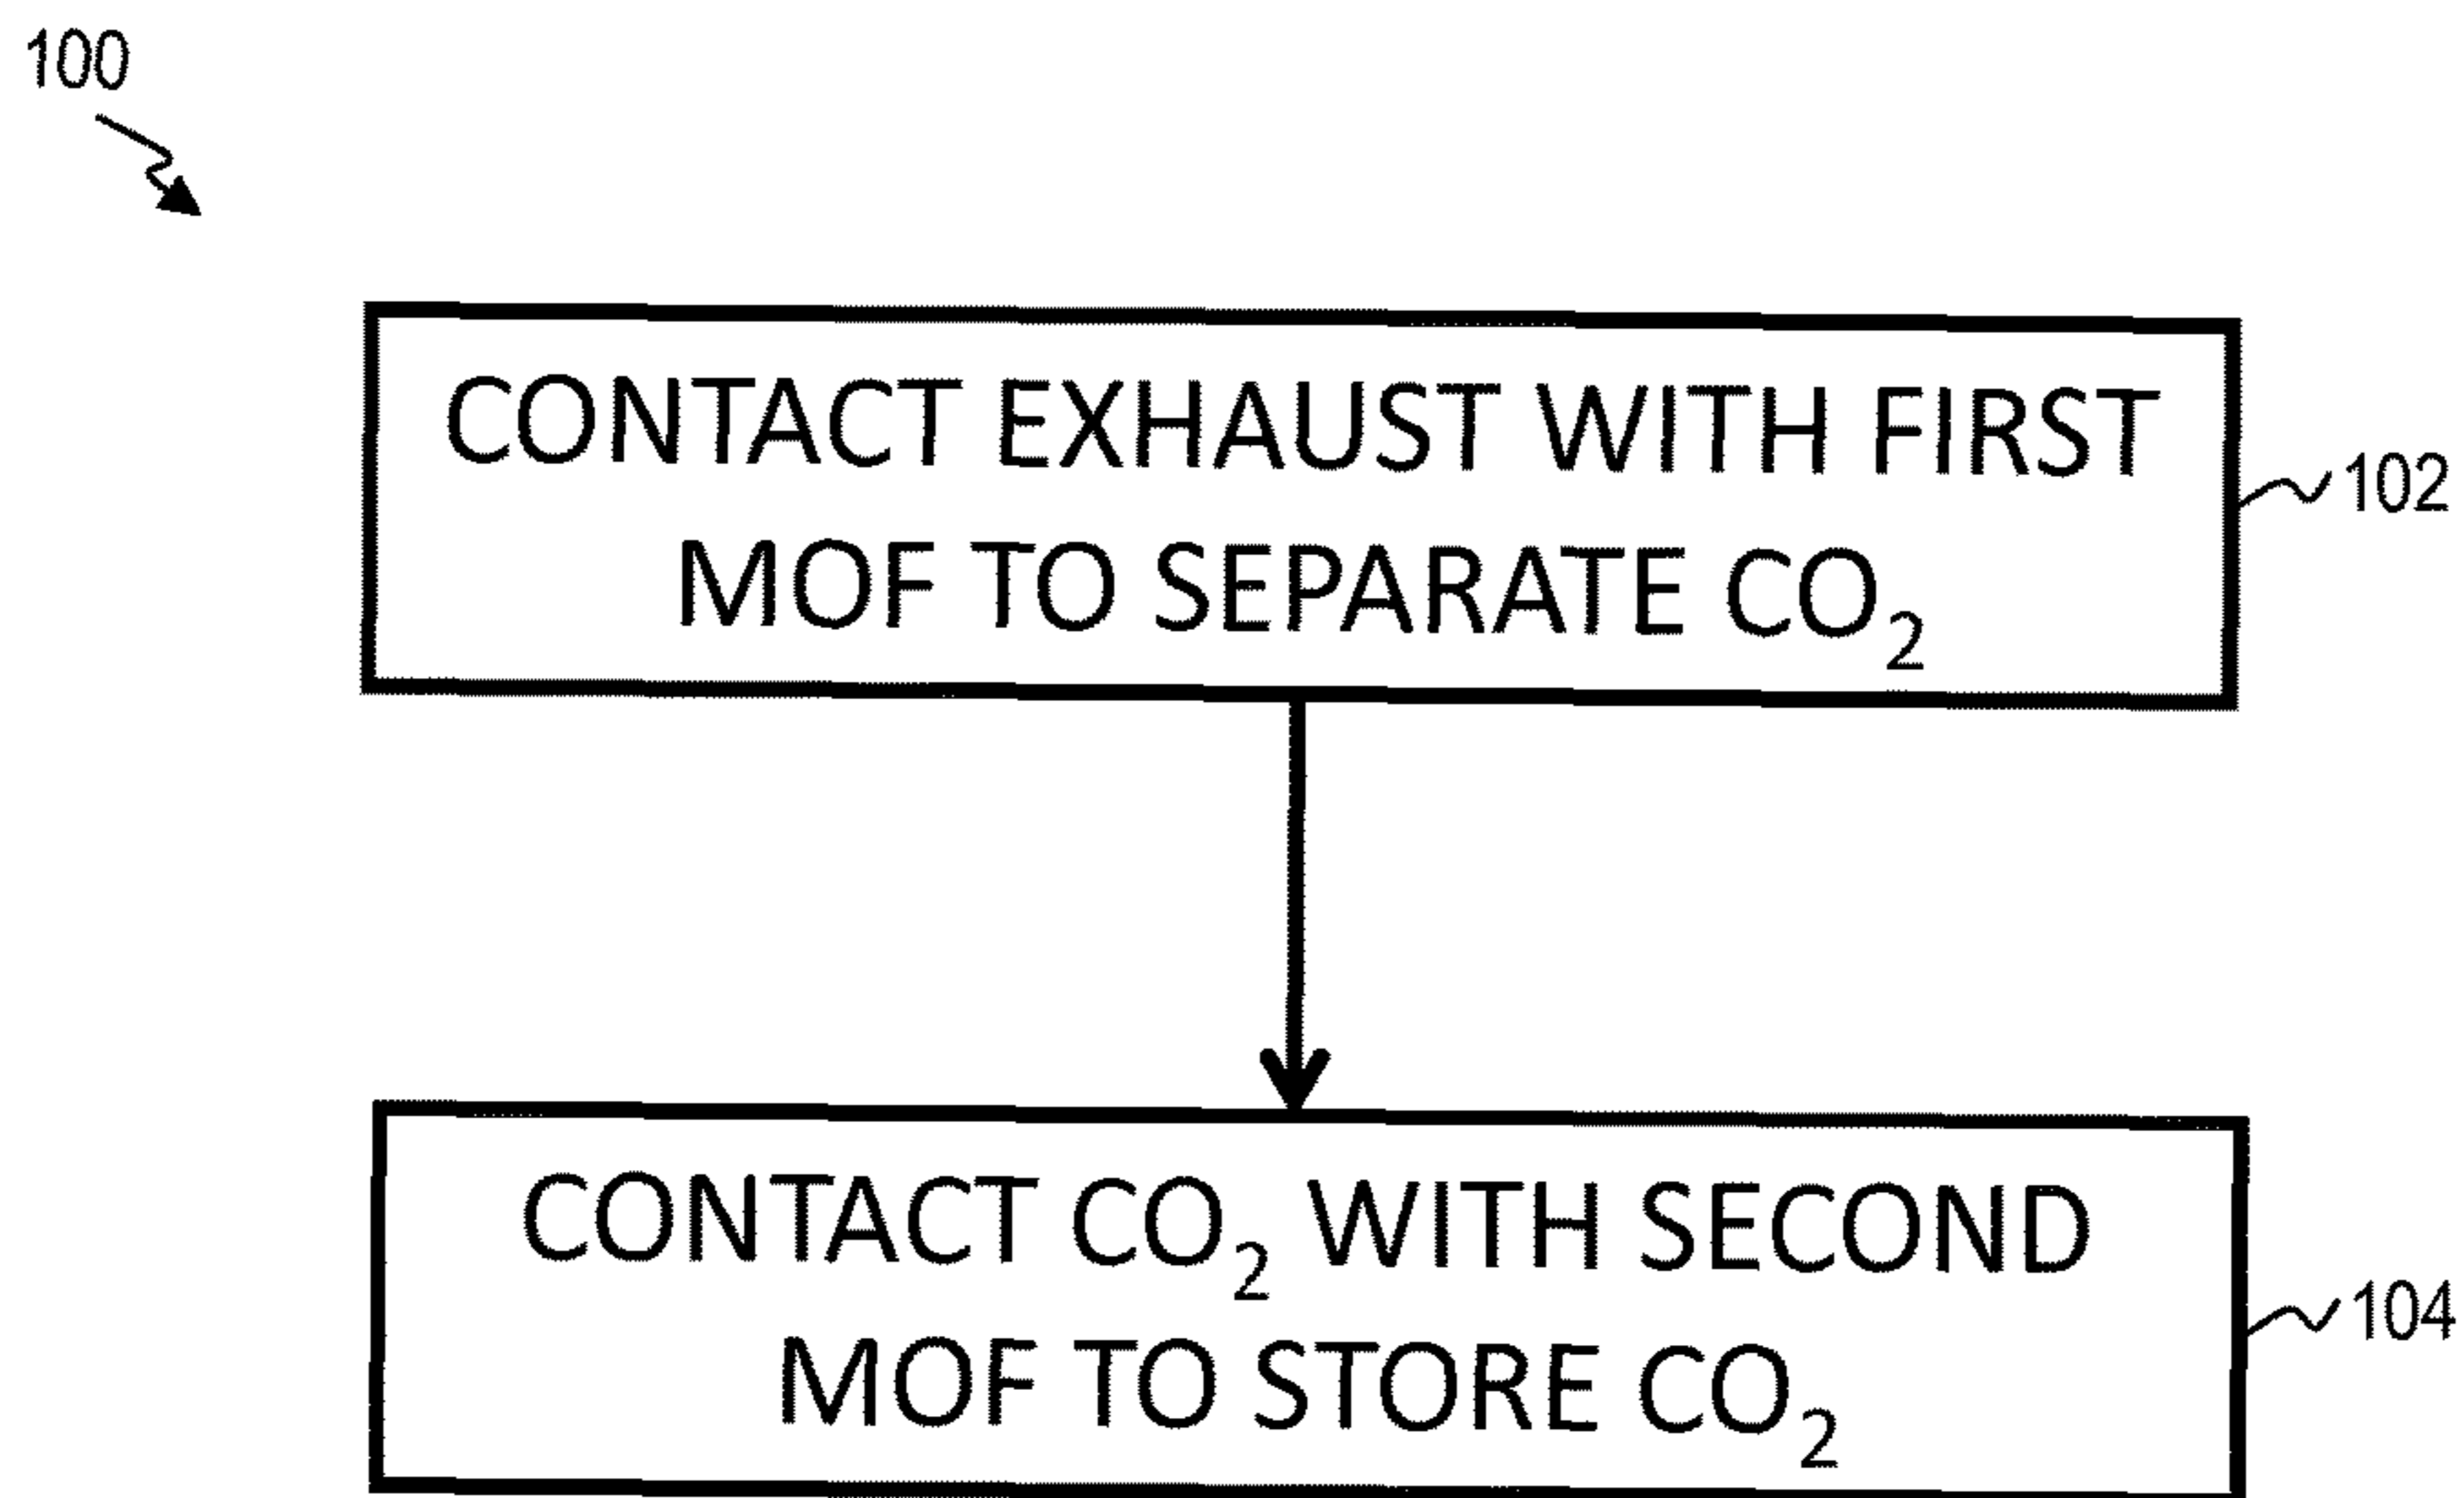 100
CONTACT EXHAUST WITH FIRST
MOF TO SEPARATE CO₂
102
CONTACT CO₂ WITH SECOND
MOF TO STORE CO₂
104